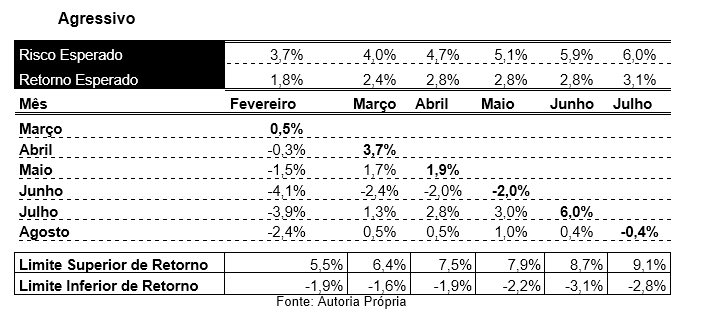 Agressivo
Risco Esperado 3,7% 4,0% 4,7% 5,1% 5,9% 6,0%
Retorno Esperado 1,8% 2,4% 2,8% 2,8% 2,8% 3,1%
Mês Fevereiro Março Abril Maio Junho Julho
Março 0,5%
Abril -0,3% 3,7%
Maio -1,5% 1,7% 1,9%
Junho -4,1% -2,4% -2,0% -2,0%
Julho -3,9% 1,3% 2,8% 3,0% 6,0%
Agosto -2,4% 0,5% 0,5% 1,0% 0,4% -0,4%
Limite Superior de Retorno 5,5% 6,4% 7,5% 7,9% 8,7% 9,1%
Limite Inferior de Retorno -1,9% -1,6% -1,9% -2,2% -3,1% -2,8%
Fonte: Autoria Própria